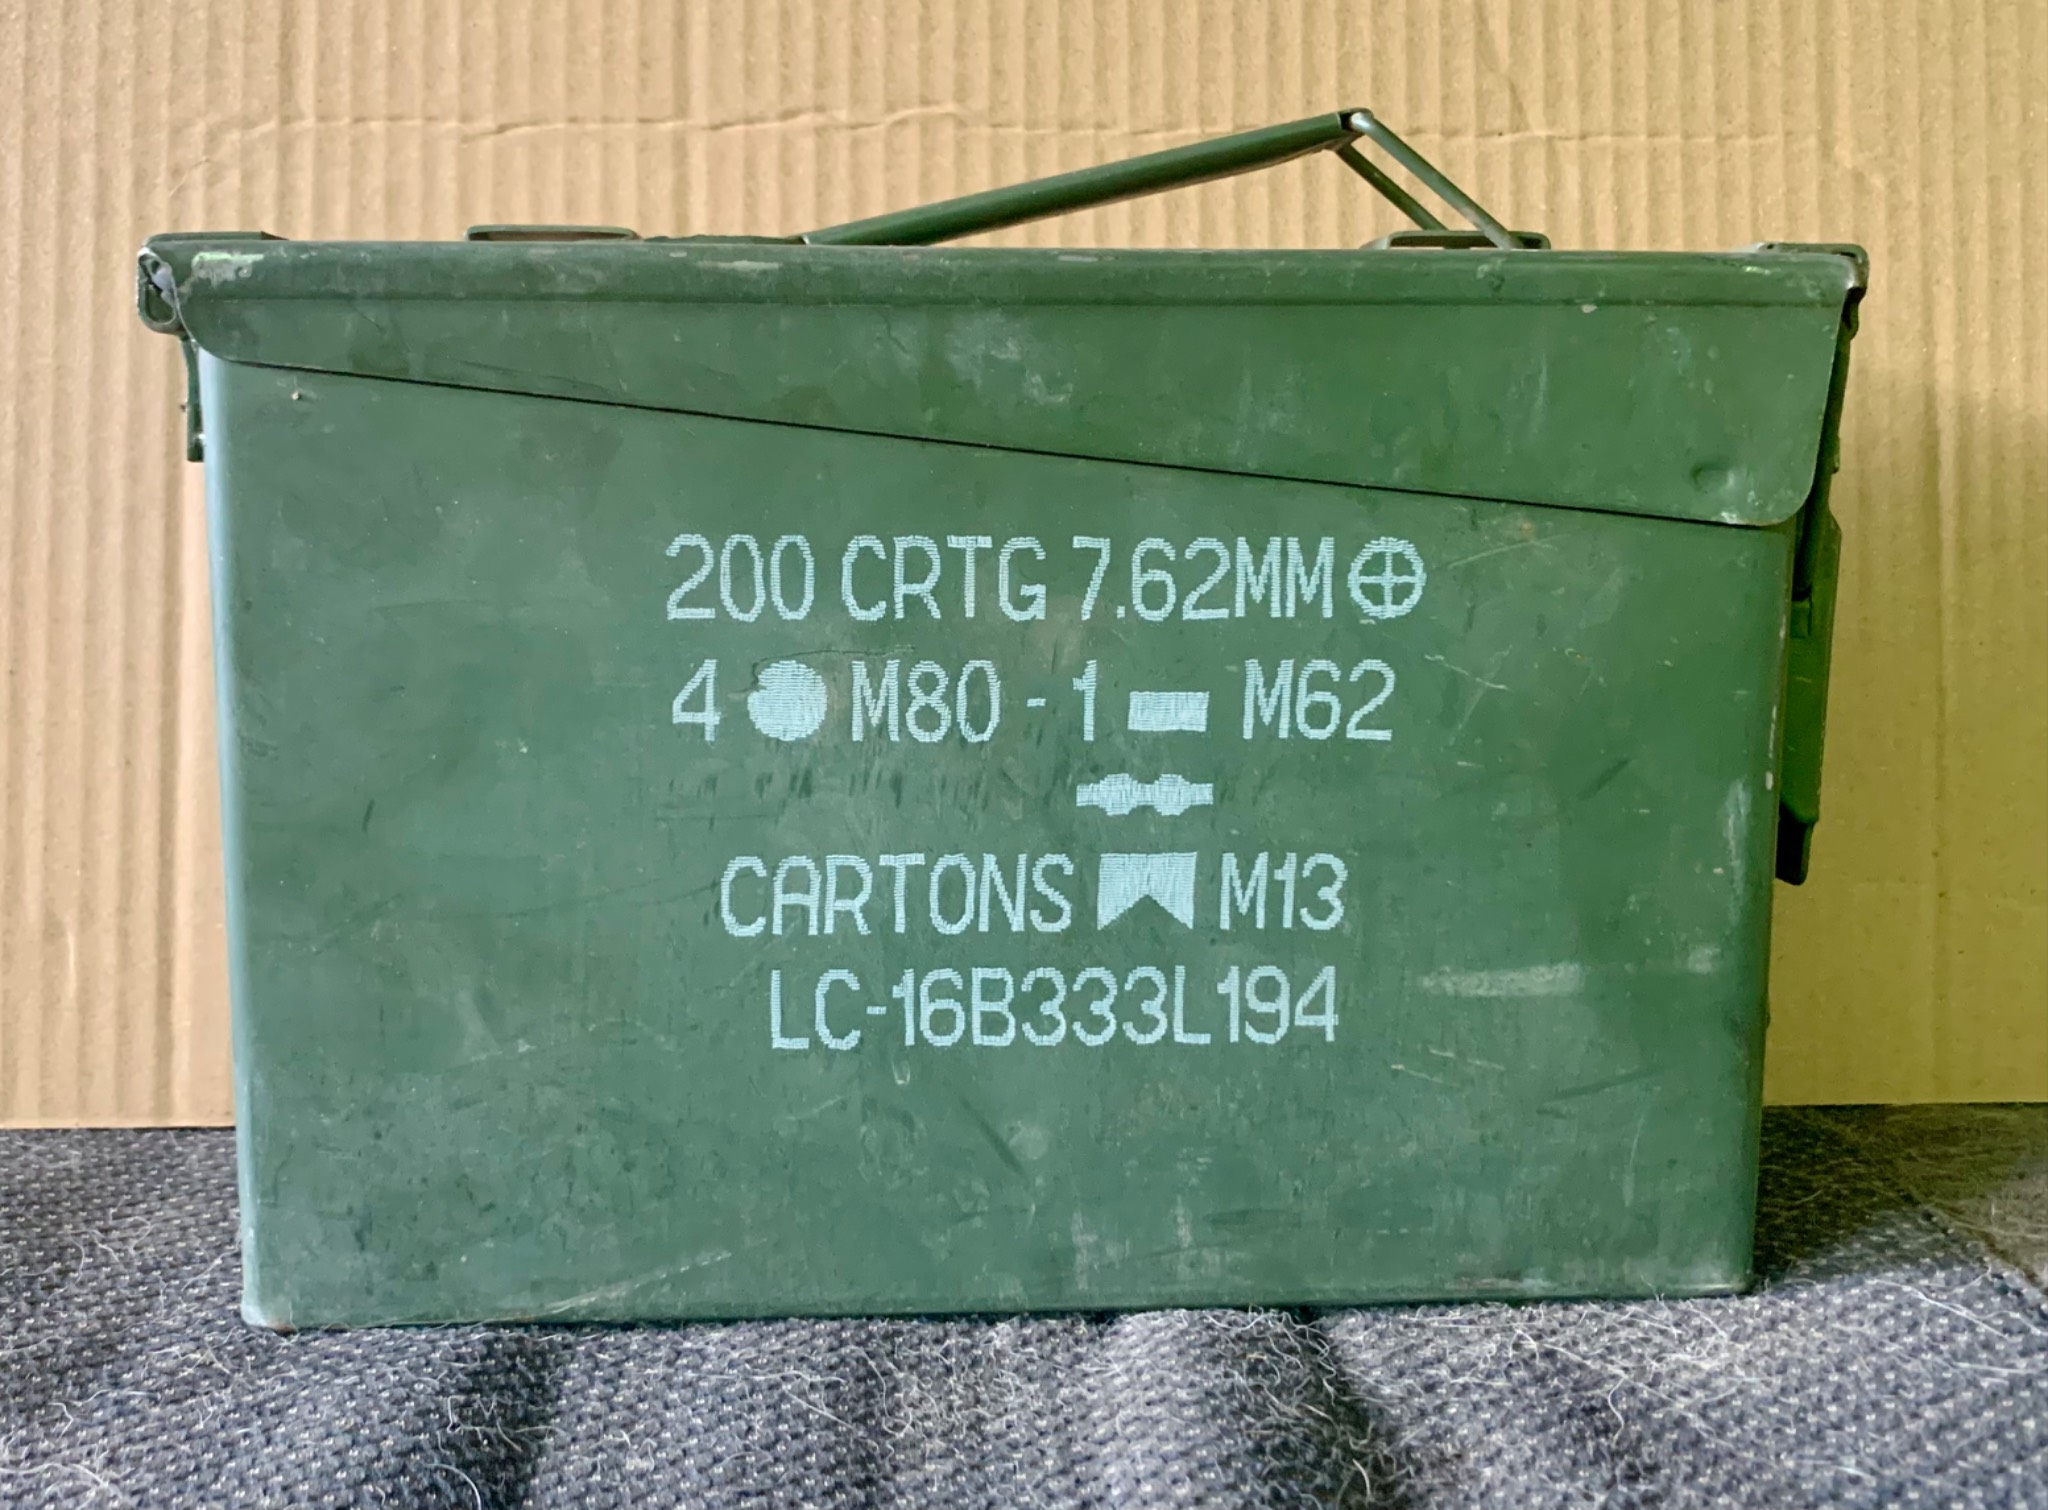 200 CRTG 7.62MM
4 M80 - 1 M62
CARTONS M13
LC-16B333L194